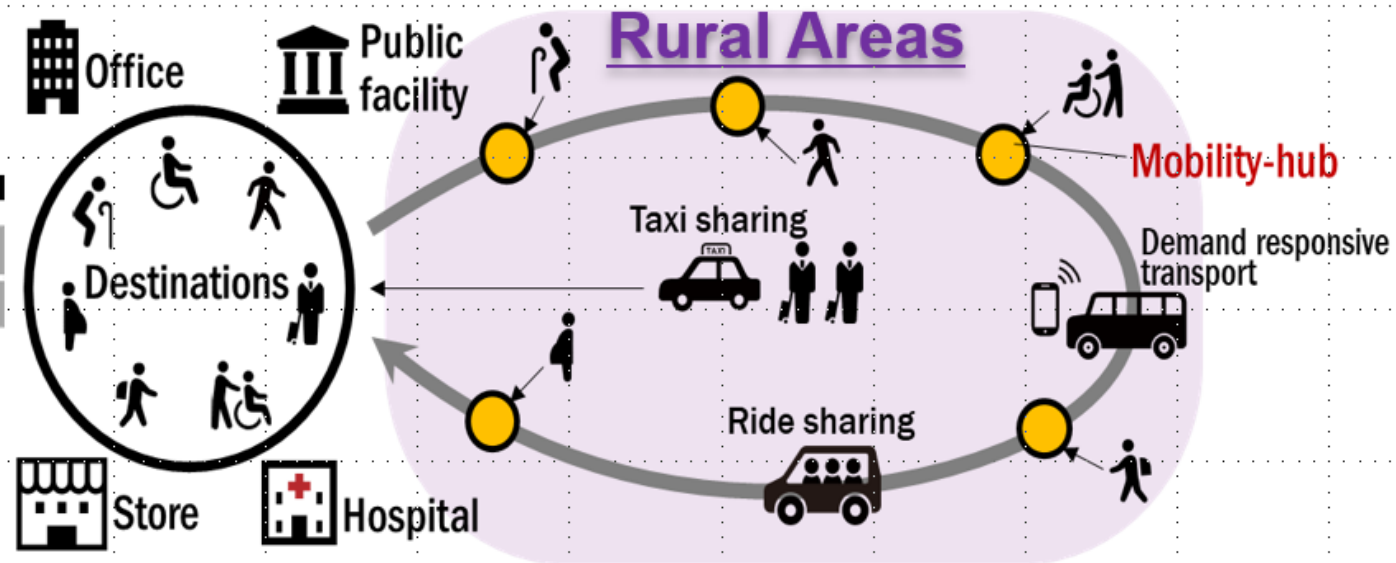 Rural Areas
Office
Public
facility
Mobility-hub
Taxi sharing
TAXI
Demand responsive
transport
Destinations
Ride sharing
Store
Hospital